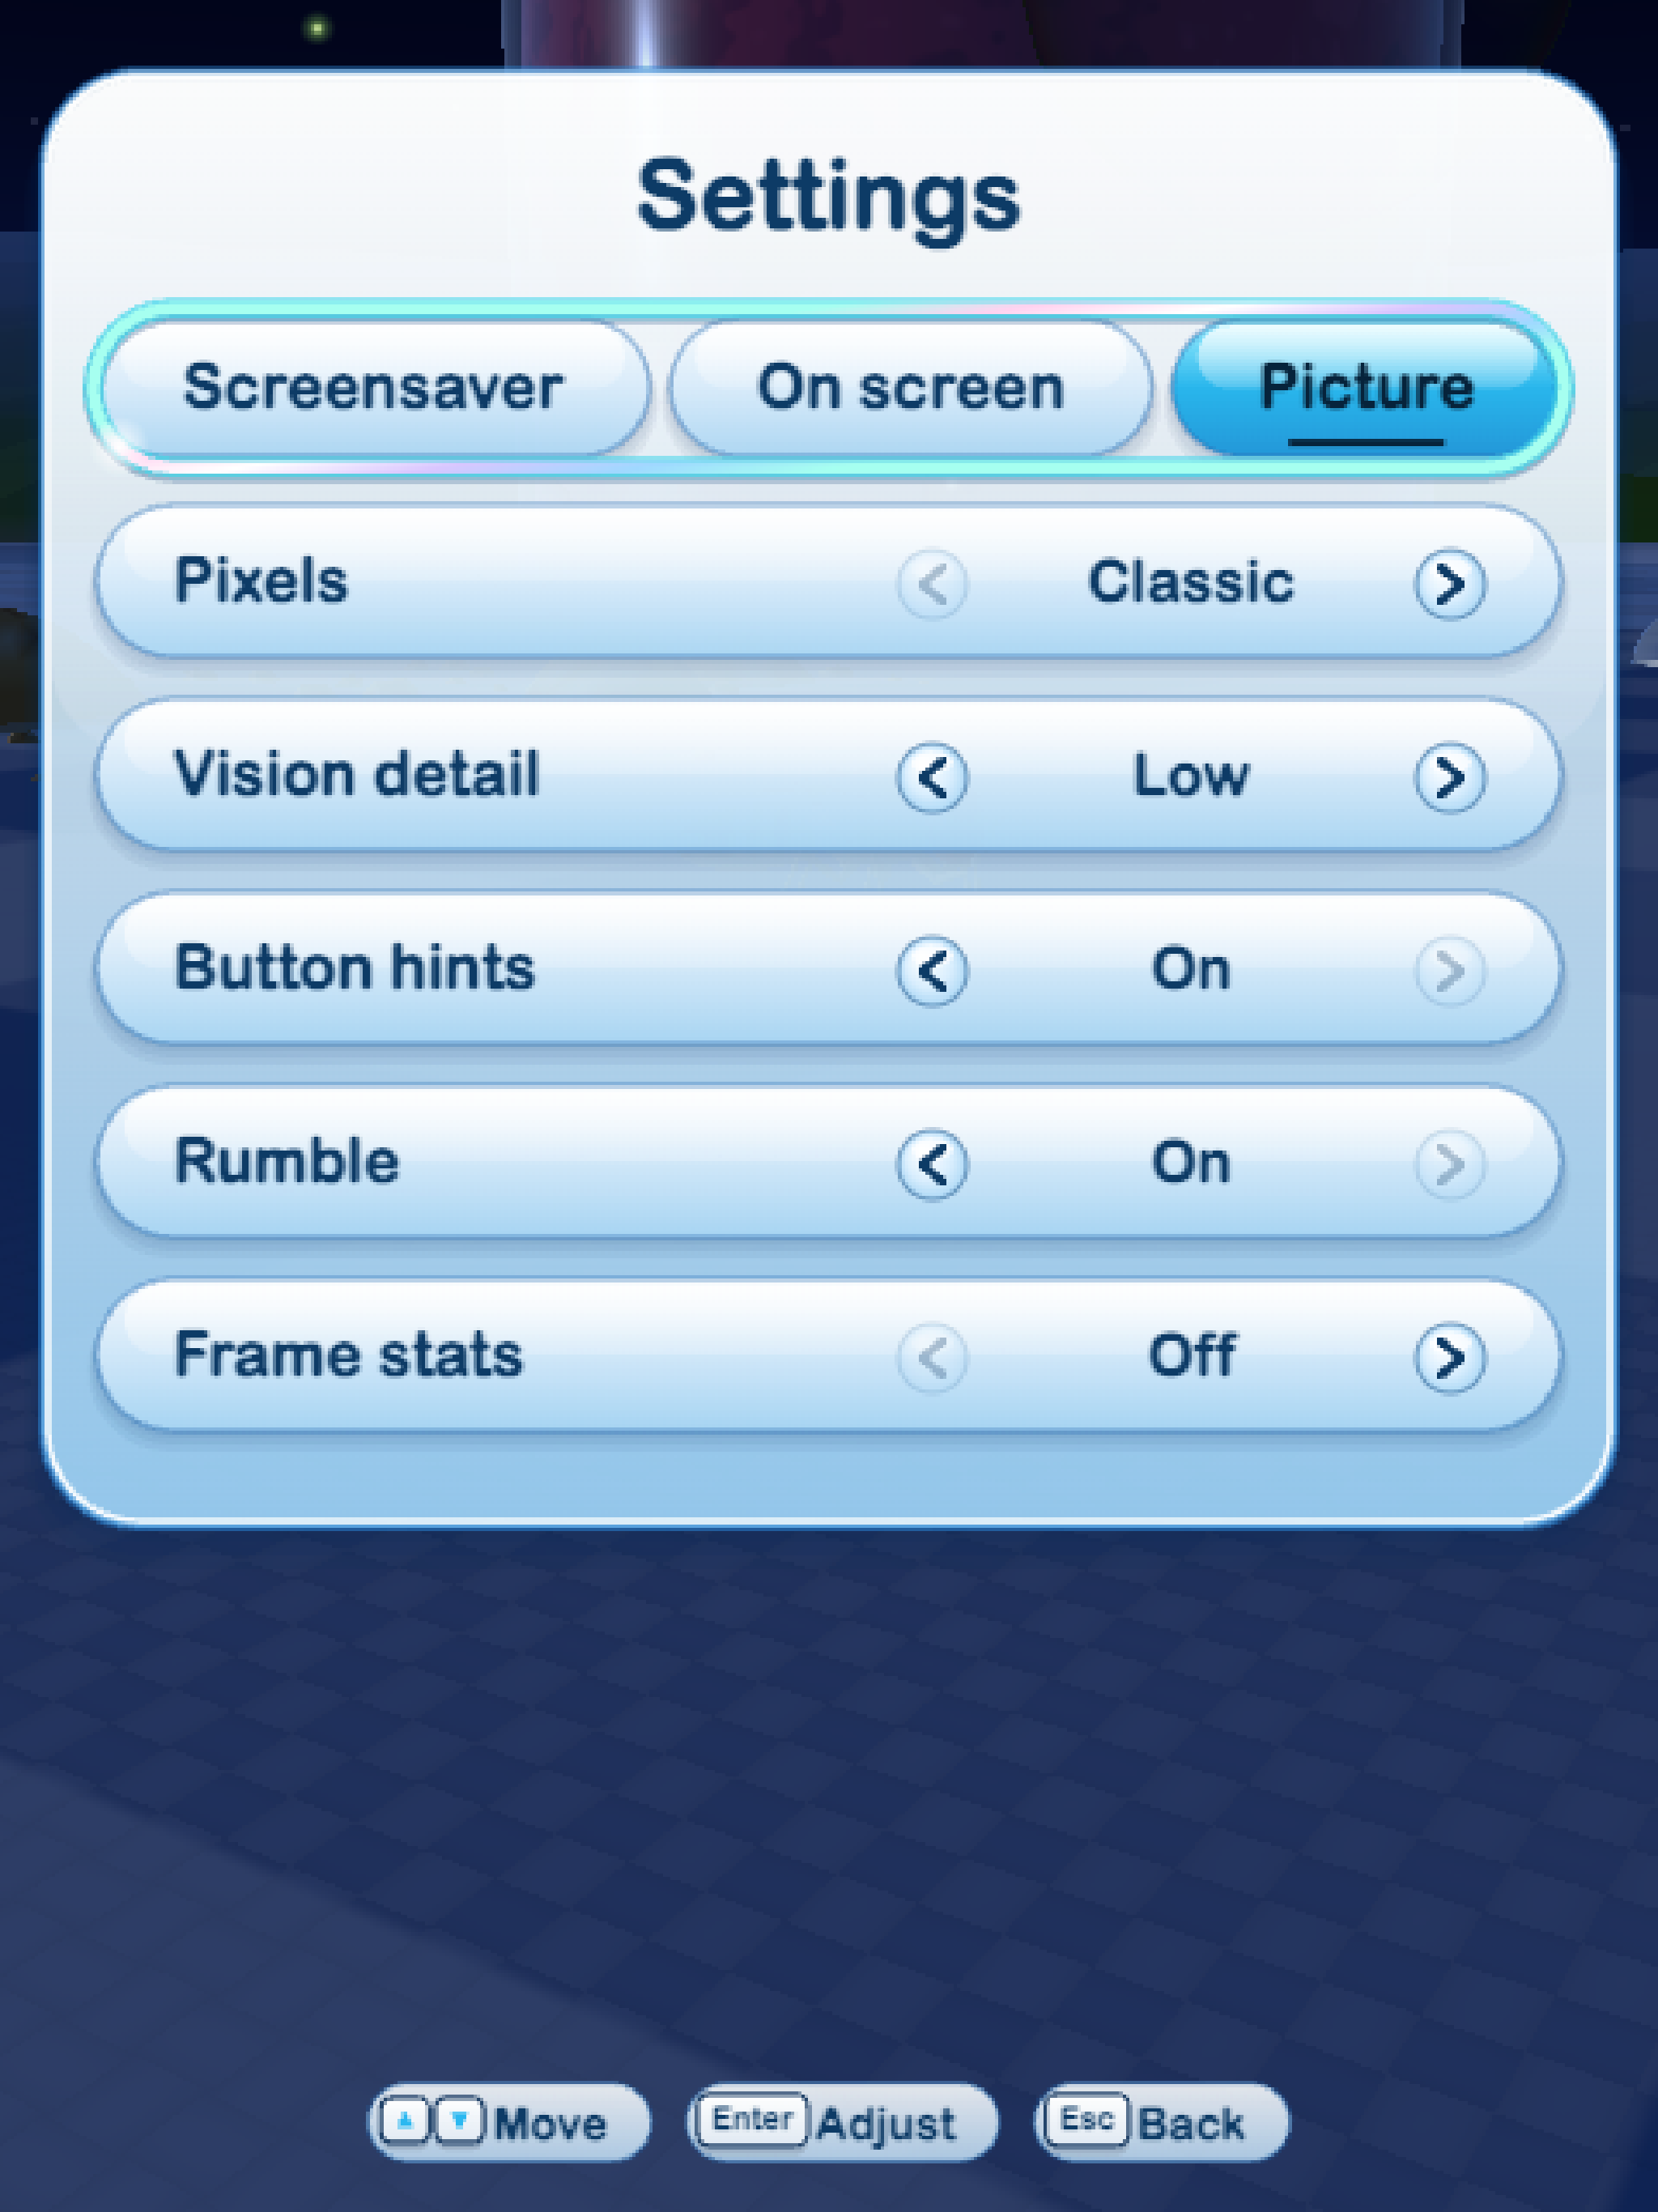 Settings
Screensaver On screen Picture
Pixels < Classic >
Vision detail < Low >
Button hints < On >
Rumble < On >
Frame stats < Off >
▲ ▼ Move Enter Adjust Esc Back